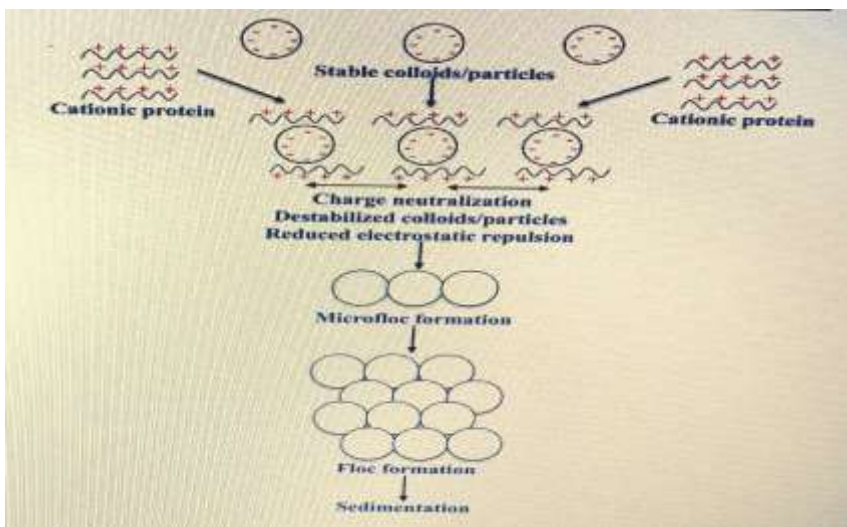 Stable colloids/particles
Cationic protein
Cationic protein
Charge neutralization
Destabilized colloids/particles
Reduced electrostatic repulsion
Microfloc formation
Floc formation
Sedimentation